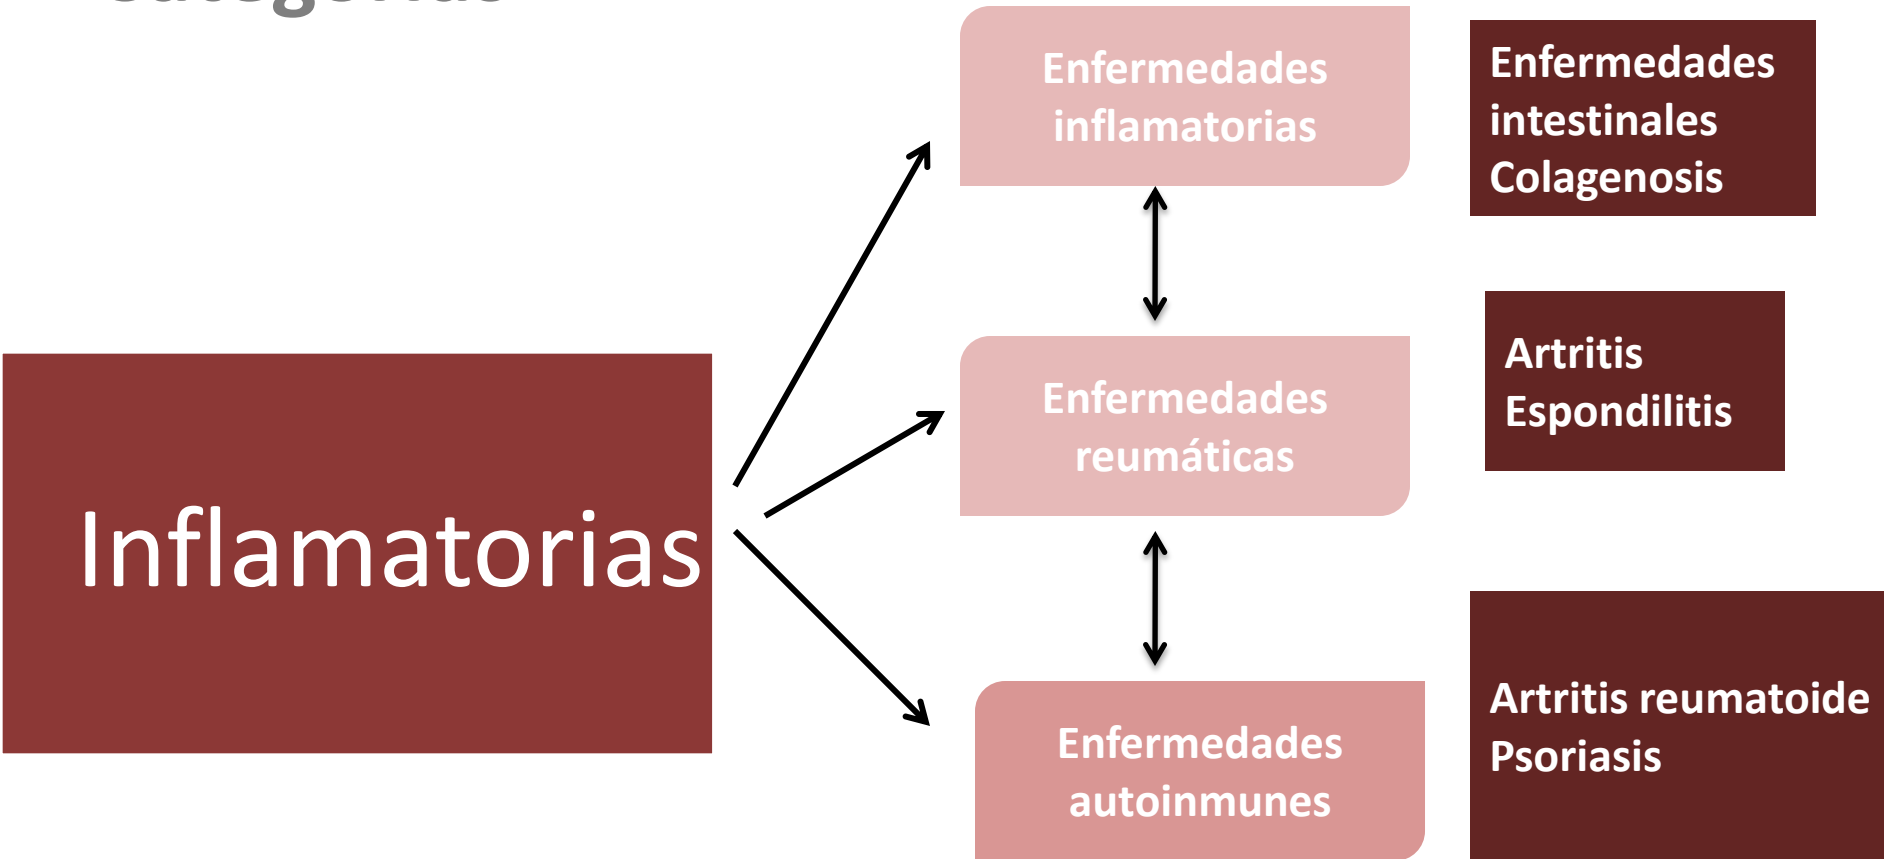 Inflamatorias
Enfermedades
inflamatorias
Enfermedades
intestinales
Colagenosis
Enfermedades
reumáticas
Artritis
Espondilitis
Enfermedades
autoinmunes
Artritis reumatoide
Psoriasis